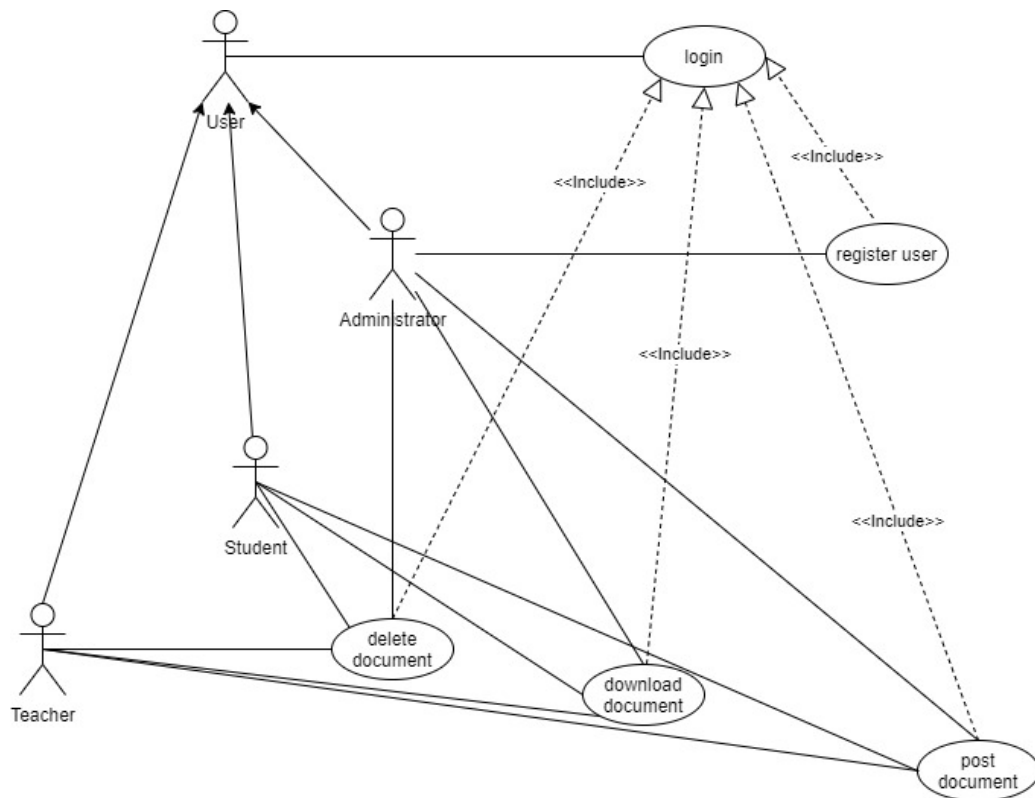 login
User
<<Include>>
<<Include>>
register user
Administrator
<<Include>>
<<Include>>
Student
delete
document
download
document
Teacher
post
document